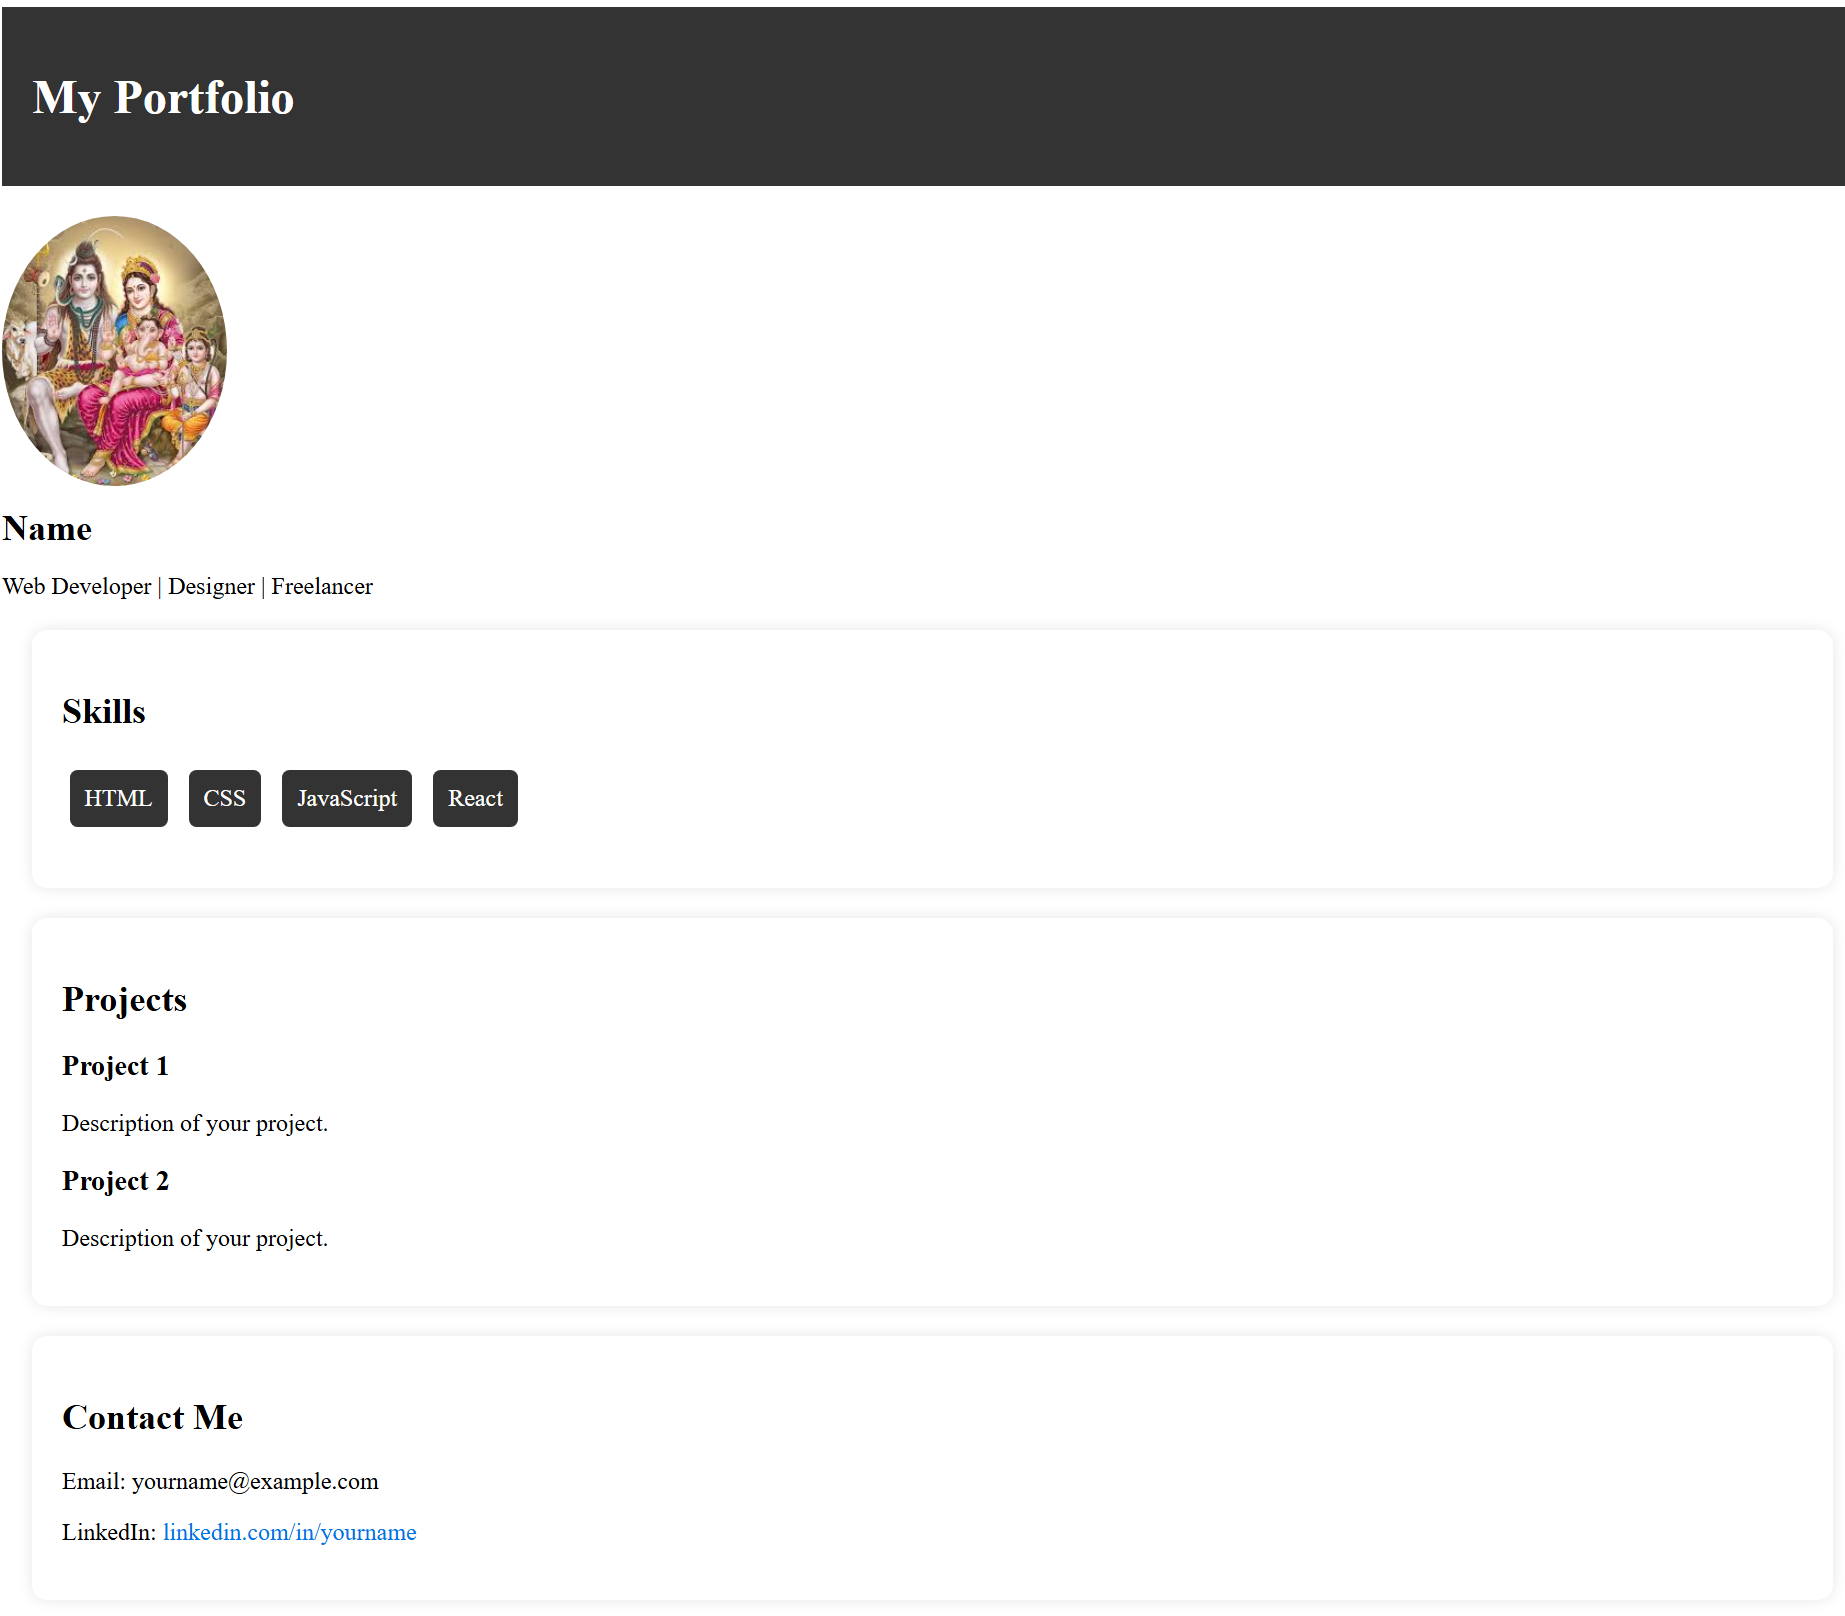 My Portfolio
Name
Web Developer | Designer | Freelancer
Skills
HTML CSS JavaScript React
Projects
Project 1
Description of your project.
Project 2
Description of your project.
Contact Me
Email: yourname@example.com
LinkedIn: linkedin.com/in/yourname